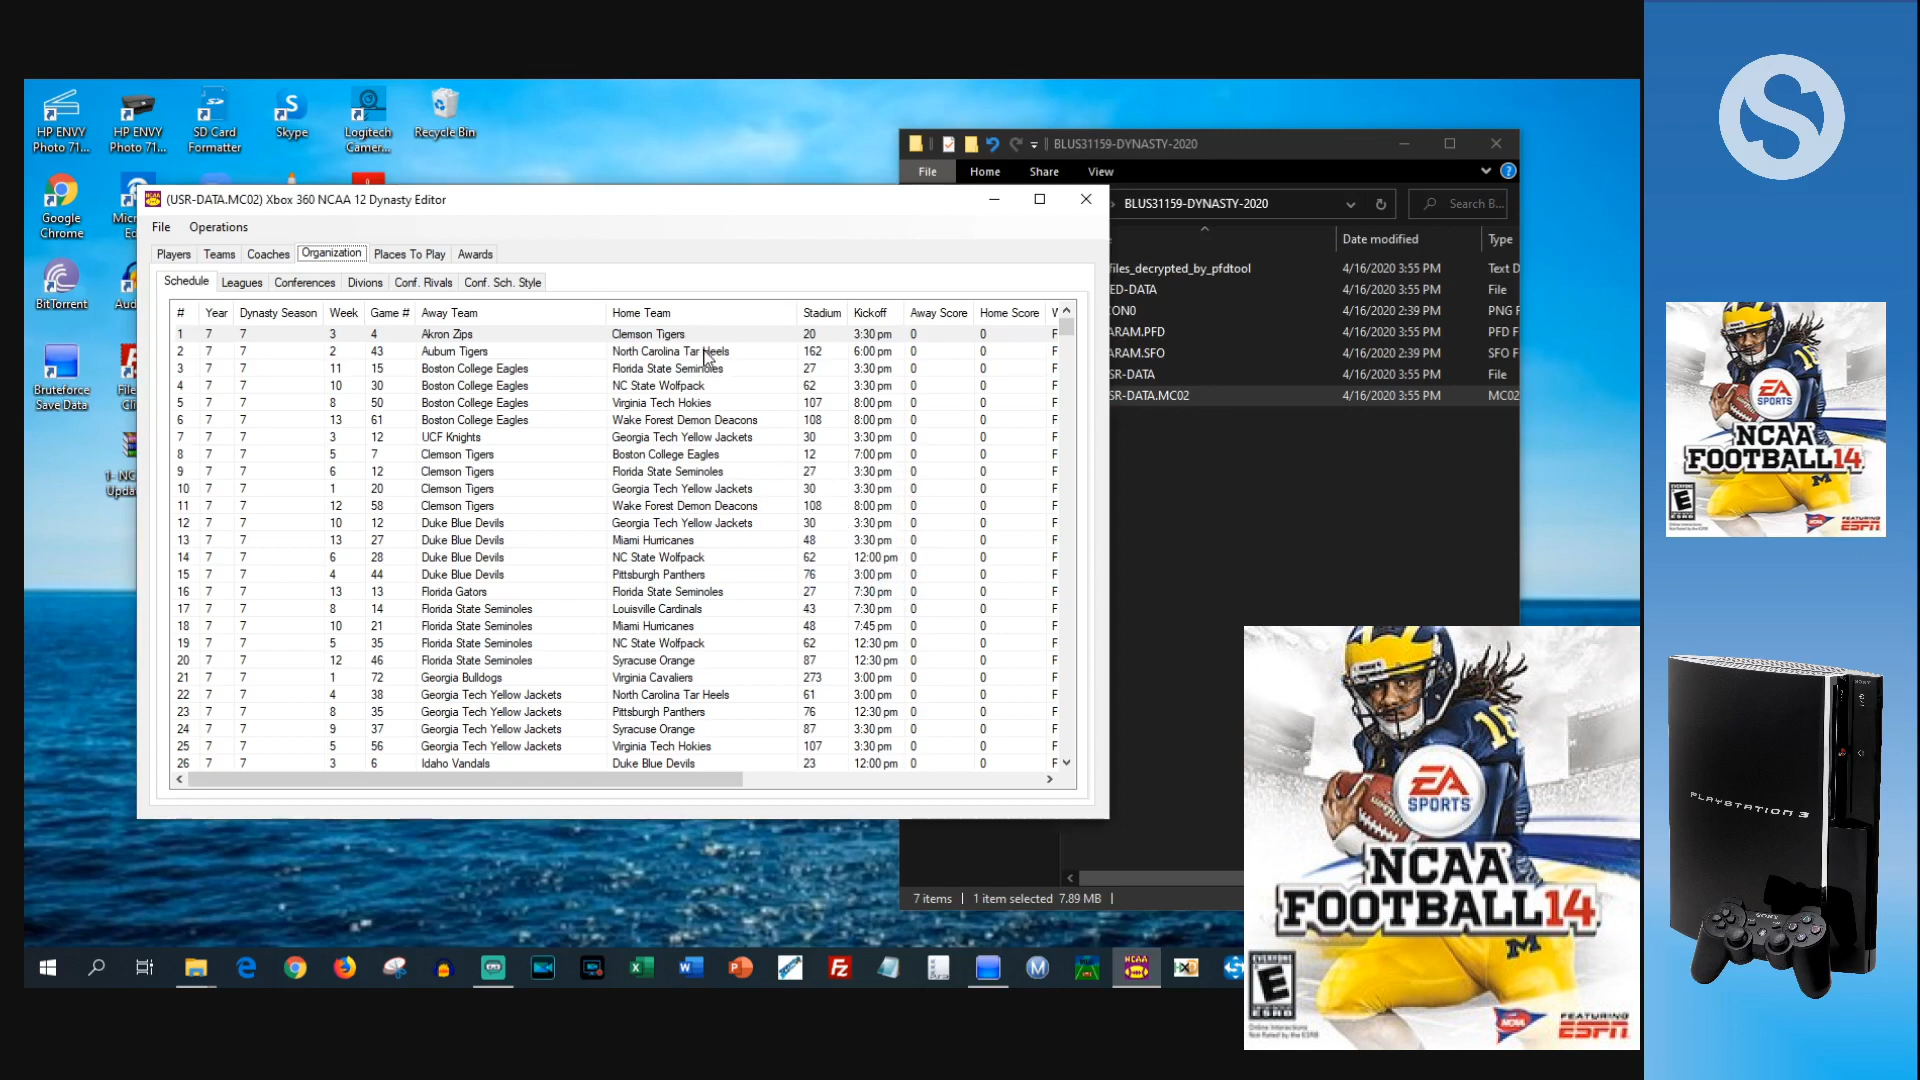 HP ENVY Photo 71...
HP ENVY Photo 71...
SD Card Formatter
Skype
Logitech Camer...
Recycle Bin
Google Chrome
BitTorrent
Bruteforce Save Data
BLUS31159-DYNASTY-2020
File Home Share View
BLUS31159-DYNASTY-2020
Search B...
Date modified Type
files_decrypted_by_pfdtool 4/16/2020 3:55 PM Text D
ED-DATA 4/16/2020 3:55 PM File
CON0 4/16/2020 2:39 PM PNG F
ARAM.PFD 4/16/2020 3:55 PM PFD F
ARAM.SFO 4/16/2020 2:39 PM SFO F
SR-DATA 4/16/2020 3:55 PM File
SR-DATA.MC02 4/16/2020 3:55 PM MC02
7 items 1 item selected 7.89 MB
(USR-DATA.MC02) Xbox 360 NCAA 12 Dynasty Editor
File Operations
Players Teams Coaches Organization Places To Play Awards
Schedule Leagues Conferences Divions Conf. Rivals Conf. Sch. Style
# Year Dynasty Season Week Game # Away Team Home Team Stadium Kickoff Away Score Home Score
1 7 7 3 4 Akron Zips Clemson Tigers 20 3:30 pm 0 0 F
2 7 7 2 43 Auburn Tigers North Carolina Tar Heels 162 6:00 pm 0 0 F
3 7 7 11 15 Boston College Eagles Florida State Seminoles 27 3:30 pm 0 0 F
4 7 7 10 30 Boston College Eagles NC State Wolfpack 62 3:30 pm 0 0 F
5 7 7 8 50 Boston College Eagles Virginia Tech Hokies 107 8:00 pm 0 0 F
6 7 7 13 61 Boston College Eagles Wake Forest Demon Deacons 108 8:00 pm 0 0 F
7 7 7 3 12 UCF Knights Georgia Tech Yellow Jackets 30 3:30 pm 0 0 F
8 7 7 5 7 Clemson Tigers Boston College Eagles 12 7:00 pm 0 0 F
9 7 7 6 12 Clemson Tigers Florida State Seminoles 27 3:30 pm 0 0 F
10 7 7 1 20 Clemson Tigers Georgia Tech Yellow Jackets 30 3:30 pm 0 0 F
11 7 7 12 58 Clemson Tigers Wake Forest Demon Deacons 108 8:00 pm 0 0 F
12 7 7 10 12 Duke Blue Devils Georgia Tech Yellow Jackets 30 3:30 pm 0 0 F
13 7 7 13 27 Duke Blue Devils Miami Hurricanes 48 3:30 pm 0 0 F
14 7 7 6 28 Duke Blue Devils NC State Wolfpack 62 12:00 pm 0 0 F
15 7 7 4 44 Duke Blue Devils Pittsburgh Panthers 76 3:00 pm 0 0 F
16 7 7 13 13 Florida Gators Florida State Seminoles 27 7:30 pm 0 0 F
17 7 7 8 14 Florida State Seminoles Louisville Cardinals 43 7:30 pm 0 0 F
18 7 7 10 21 Florida State Seminoles Miami Hurricanes 48 7:45 pm 0 0 F
19 7 7 5 35 Florida State Seminoles NC State Wolfpack 62 12:30 pm 0 0 F
20 7 7 12 46 Florida State Seminoles Syracuse Orange 87 12:30 pm 0 0 F
21 7 7 1 72 Georgia Bulldogs Virginia Cavaliers 273 3:00 pm 0 0 F
22 7 7 4 38 Georgia Tech Yellow Jackets North Carolina Tar Heels 61 3:00 pm 0 0 F
23 7 7 8 35 Georgia Tech Yellow Jackets Pittsburgh Panthers 76 12:30 pm 0 0 F
24 7 7 9 37 Georgia Tech Yellow Jackets Syracuse Orange 87 3:30 pm 0 0 F
25 7 7 5 56 Georgia Tech Yellow Jackets Virginia Tech Hokies 107 3:30 pm 0 0 F
26 7 7 3 6 Idaho Vandals Duke Blue Devils 23 12:00 pm 0 0 F
EA SPORTS
NCAA
FOOTBALL 14
EVERYONE
E
ESRB
FEATURING
ESPN
EA
SPORTS
NCAA
FOOTBALL 14
EVERYONE
E
ESRB
Online Interactions
Not Rated by the ESRB
FEATURING
ESPN
PLAYSTATION 3